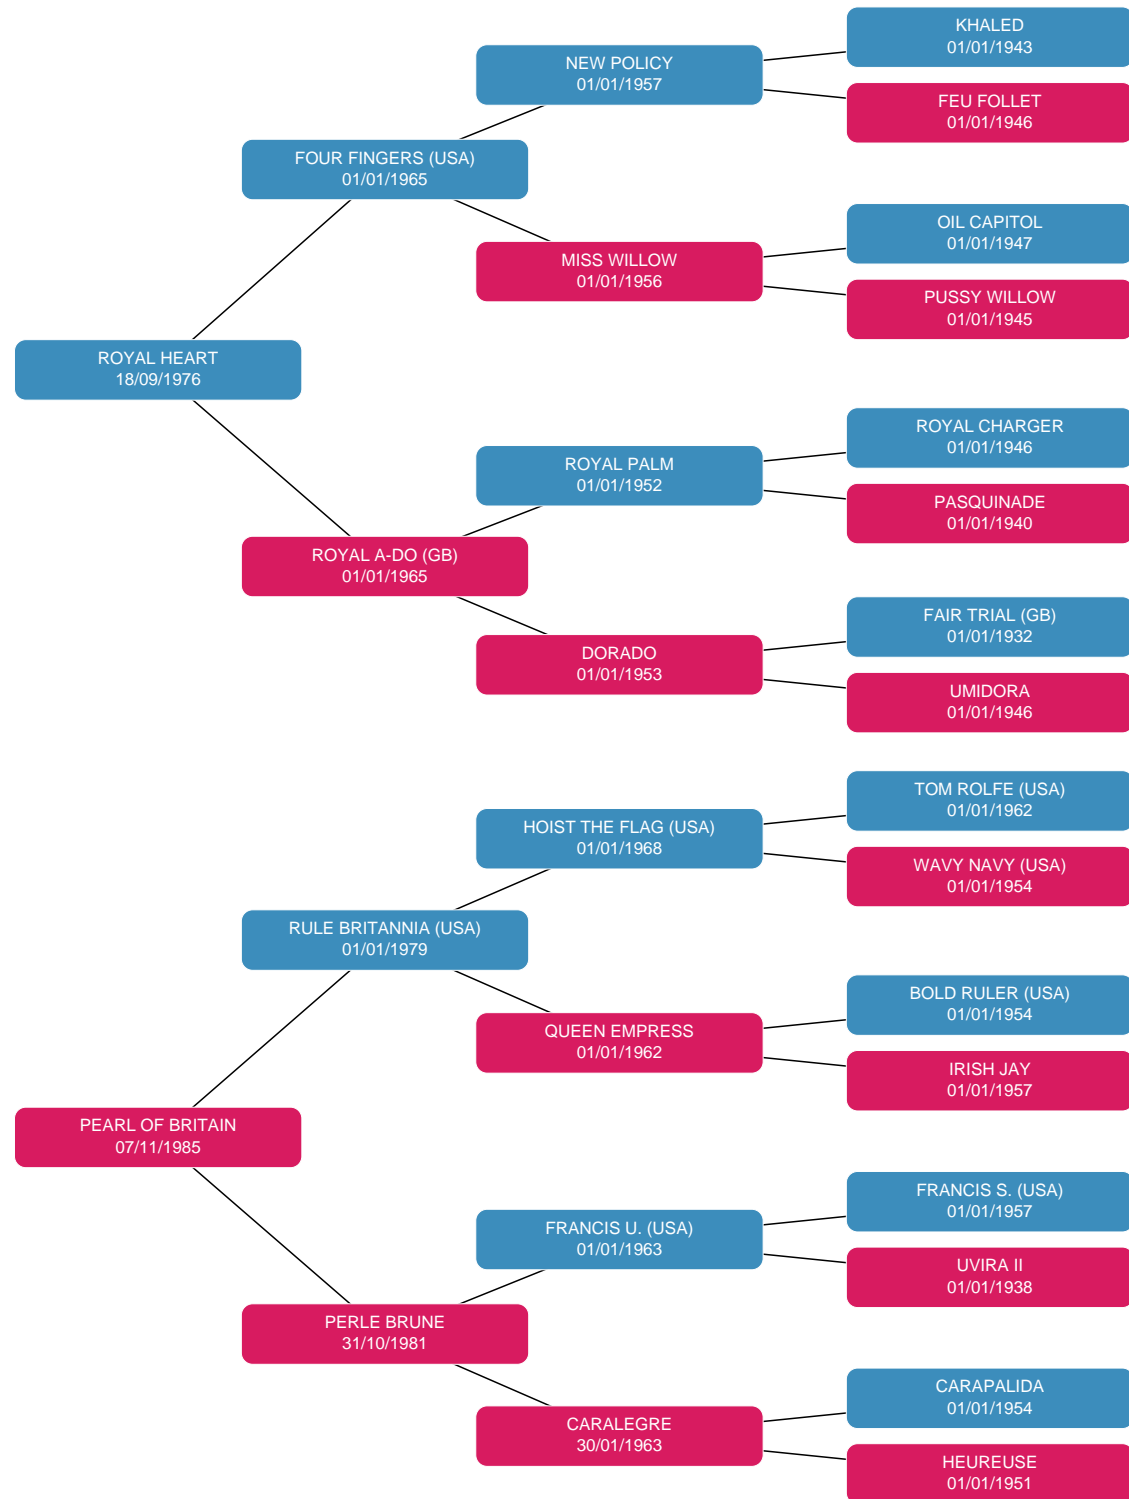 KHALED
01/01/1943
NEW POLICY
01/01/1957
FEU FOLLET
01/01/1946
FOUR FINGERS (USA)
01/01/1965
OIL CAPITOL
01/01/1947
MISS WILLOW
01/01/1956
PUSSY WILLOW
01/01/1945
ROYAL HEART
18/09/1976
ROYAL CHARGER
01/01/1946
ROYAL PALM
01/01/1952
PASQUINADE
01/01/1940
ROYAL A-DO (GB)
01/01/1965
FAIR TRIAL (GB)
01/01/1932
DORADO
01/01/1953
UMIDORA
01/01/1946
TOM ROLFE (USA)
01/01/1962
HOIST THE FLAG (USA)
01/01/1968
WAVY NAVY (USA)
01/01/1954
RULE BRITANNIA (USA)
01/01/1979
BOLD RULER (USA)
01/01/1954
QUEEN EMPRESS
01/01/1962
IRISH JAY
01/01/1957
PEARL OF BRITAIN
07/11/1985
FRANCIS S. (USA)
01/01/1957
FRANCIS U. (USA)
01/01/1963
UVIRA II
01/01/1938
PERLE BRUNE
31/10/1981
CARAPALIDA
01/01/1954
CARALEGRE
30/01/1963
HEUREUSE
01/01/1951